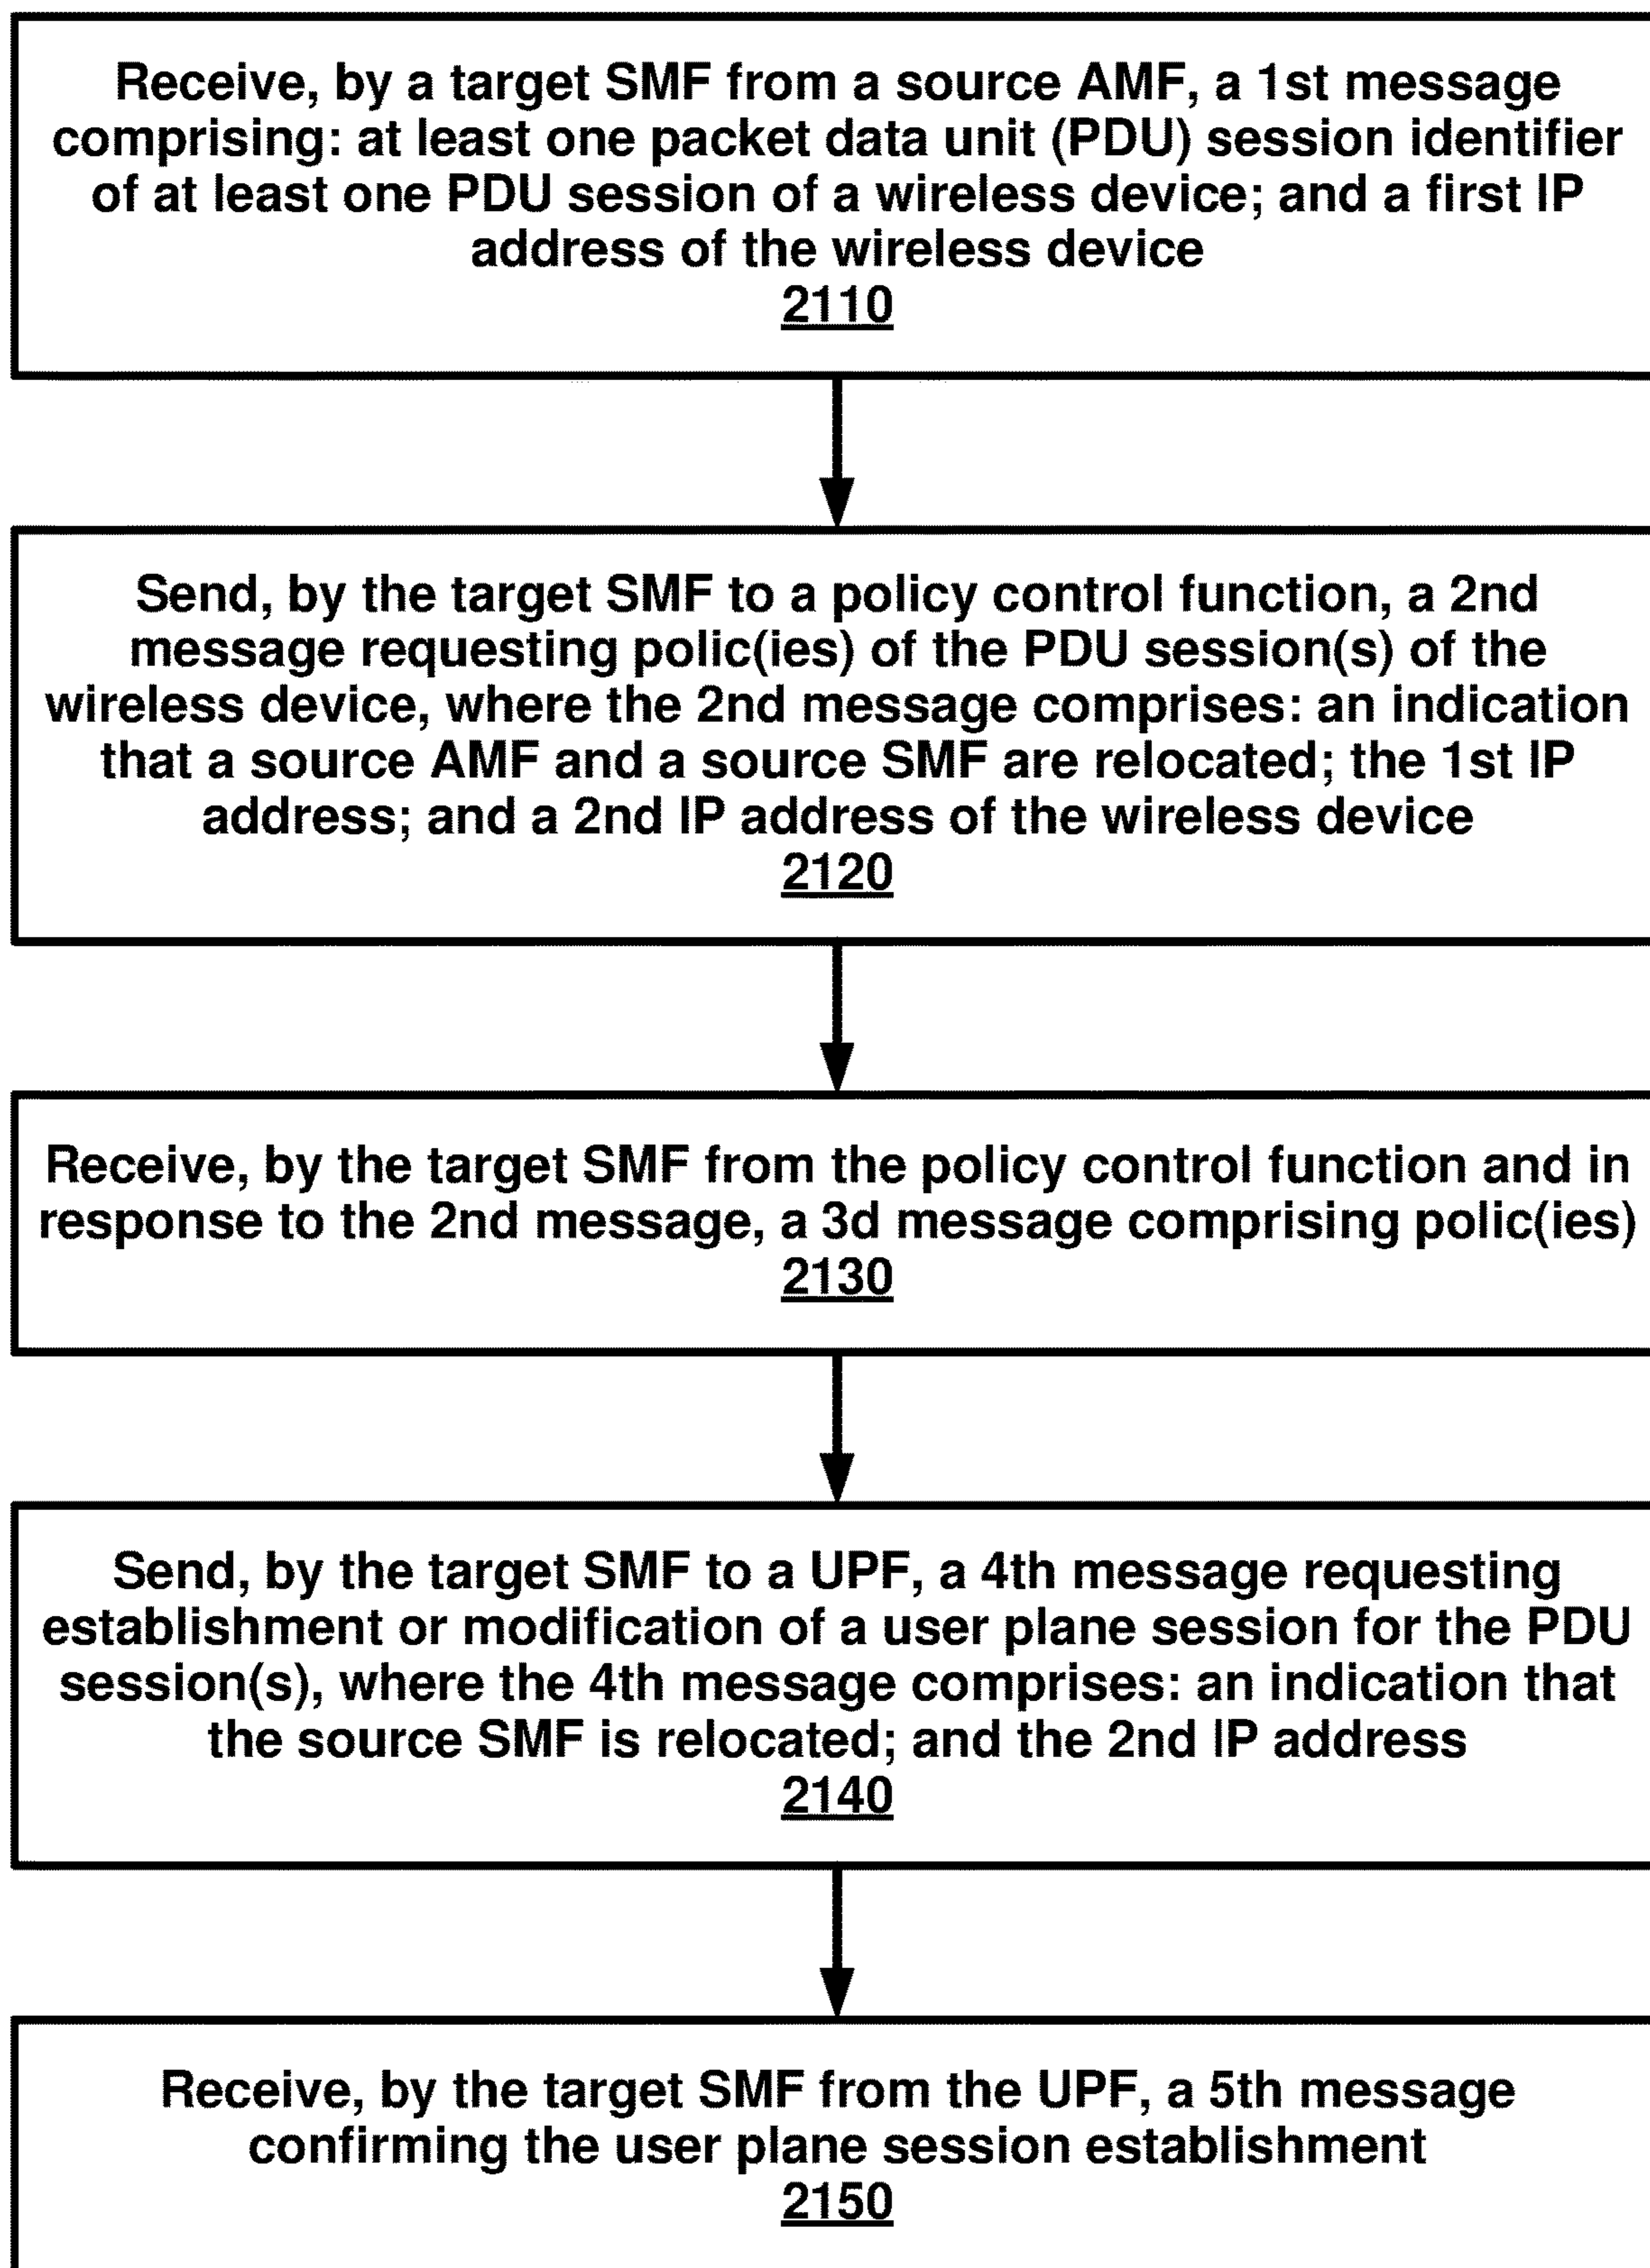 Receive, by a target SMF from a source AMF, a 1st message
comprising: at least one packet data unit (PDU) session identifier
of at least one PDU session of a wireless device; and a first IP
address of the wireless device
2110
Send, by the target SMF to a policy control function, a 2nd
message requesting polic(ies) of the PDU session(s) of the
wireless device, where the 2nd message comprises: an indication
that a source AMF and a source SMF are relocated; the 1st IP
address; and a 2nd IP address of the wireless device
2120
Receive, by the target SMF from the policy control function and in
response to the 2nd message, a 3d message comprising polic(ies)
2130
Send, by the target SMF to a UPF, a 4th message requesting
establishment or modification of a user plane session for the PDU
session(s), where the 4th message comprises: an indication that
the source SMF is relocated; and the 2nd IP address
2140
Receive, by the target SMF from the UPF, a 5th message
confirming the user plane session establishment
2150